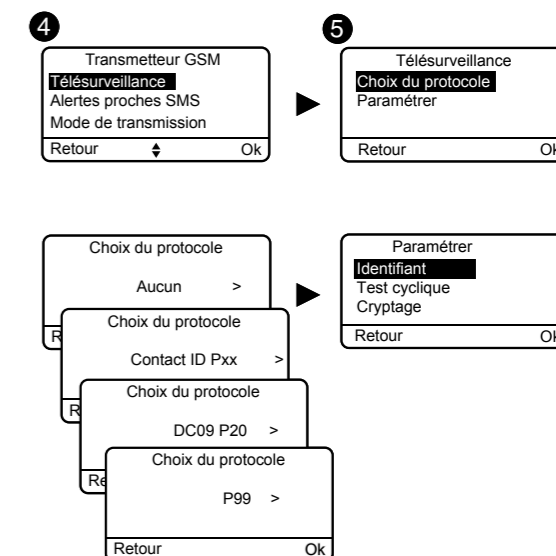 4
Transmetteur GSM
Télésurveillance
Alertes proches SMS
Mode de transmission
Retour Ok
5
Télésurveillance
Choix du protocole
Paramétrer
Retour Ok
Choix du protocole
Aucun >
Choix du protocole
Contact ID Pxx >
Choix du protocole
DC09 P20 >
Re
Choix du protocole
P99 >
Retour Ok
Paramétrer
Identifiant
Test cyclique
Cryptage
Retour Ok